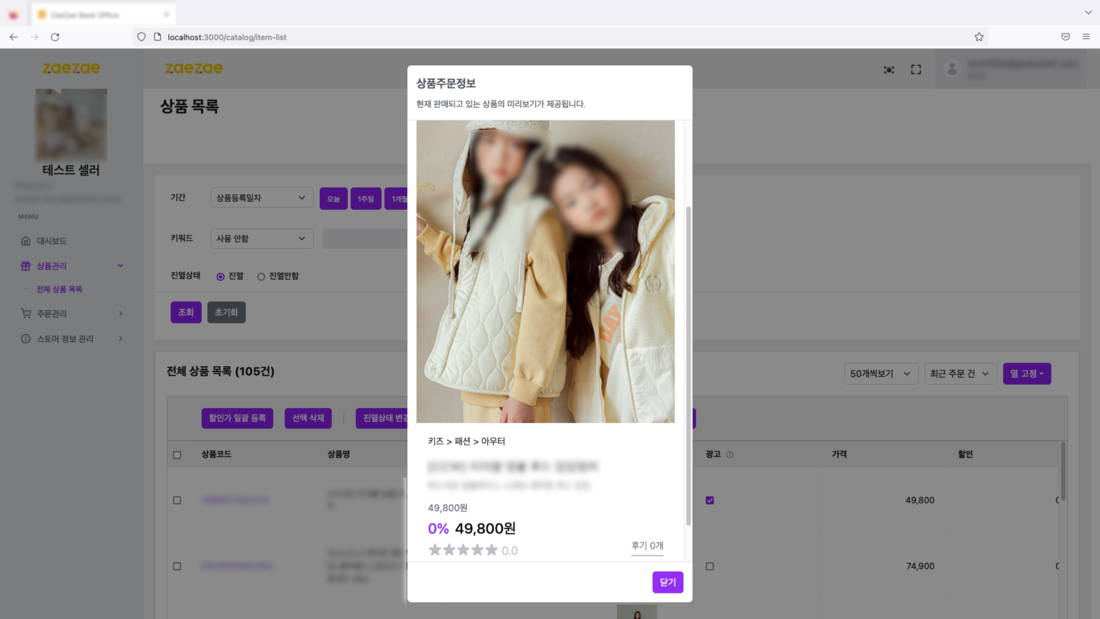 ZaeZae Back Office
localhost:3000/catalog/item-list
zaezae
zaezae
상품 목록
테스트 셀러
MENU
대시보드
상품관리
전체 상품 목록
주문관리
스토어 정보 관리
기간
상품등록일자
오늘
1주일
1개월
키워드
사용 안함
진열상태
진열
진열안함
조회
초기화
전체 상품 목록 (105건)
50개씩보기
최근 주문 건
열 고정
할인가 일괄 등록
선택 삭제
진열상태 변경
상품코드
상품명
광고
가격
할인
49,800
0
74,900
0
상품주문정보
현재 판매되고 있는 상품의 미리보기가 제공됩니다.
키즈 > 패션 > 아우터
49,800원
0% 49,800원
0.0
후기 0개
닫기